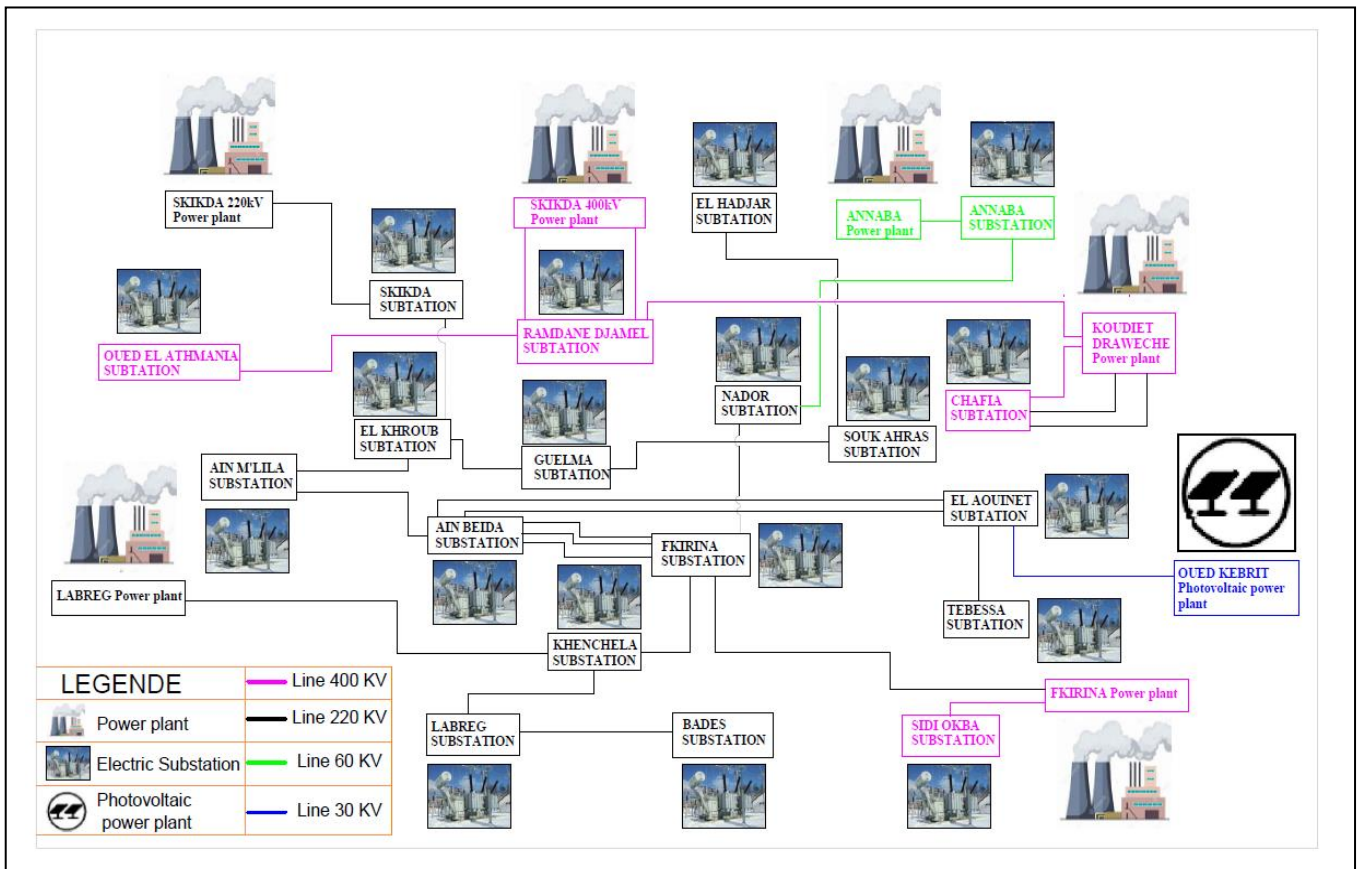 SKIKDA 220kV
Power plant
SKIKDA 400kV
Power plant
EL HADJAR
SUBTATION
ANNABA
Power plant
ANNABA
SUBSTATION
SKIKDA
SUBTATION
OUED EL ATHMANIA
SUBTATION
RAMDANE DJAMEL
SUBTATION
KOUDIET
DRAWECHE
Power plant
NADOR
SUBTATION
CHAFIA
SUBTATION
EL KHROUB
SUBTATION
SOUK AHRAS
SUBTATION
GUELMA
SUBTATION
AIN M'LILA
SUBSTATION
EL AOUINET
SUBTATION
AIN BEIDA
SUBSTATION
FKIRINA
SUBSTATION
OUED KEBRIT
Photovoltaic power
plant
LABREG Power plant
TEBESSA
SUBTATION
KHENCHELA
SUBSTATION
FKIRINA Power plant
LABREG
SUBSTATION
BADES
SUBSTATION
SIDI OKBA
SUBSTATION
LEGENDE
Line 400 KV
Power plant
Line 220 KV
Electric Substation
Line 60 KV
Photovoltaic
power plant
Line 30 KV